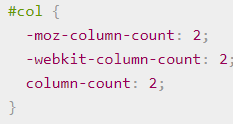 #col {
-moz-column-count: 2;
-webkit-column-count: 2;
column-count: 2;
}